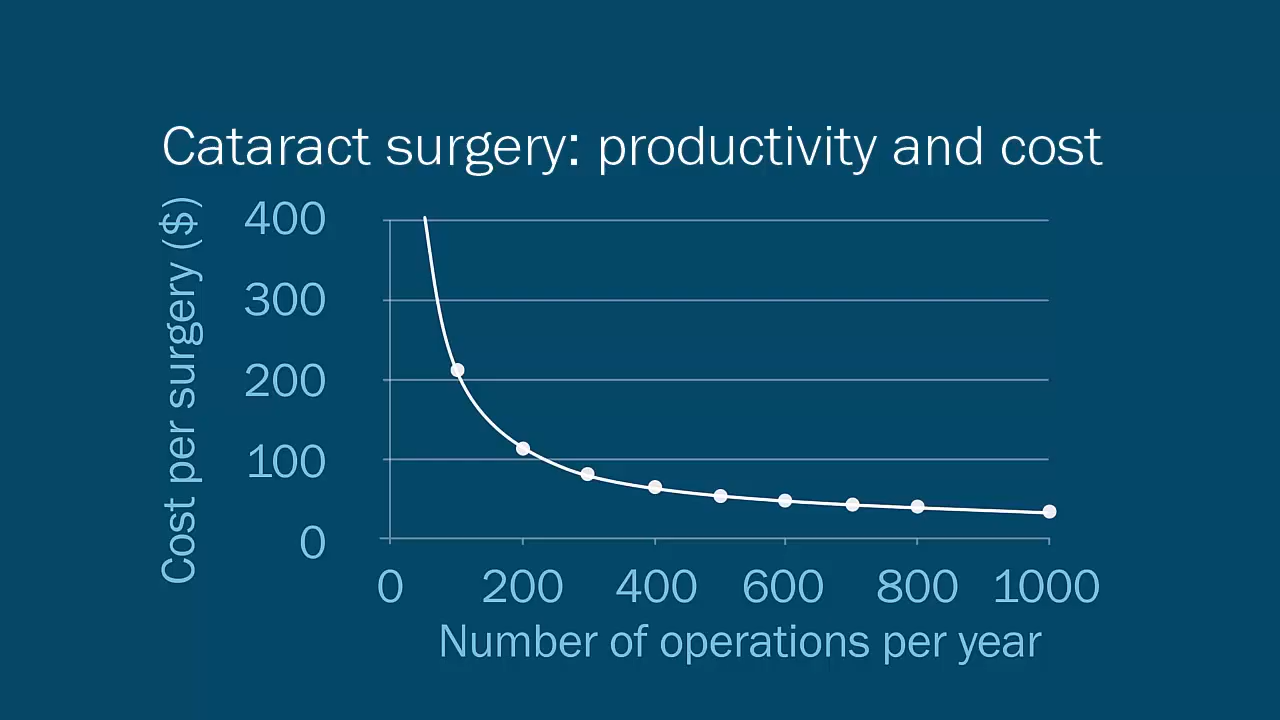 Cataract surgery: productivity and cost
Cost per surgery ($)
400
300
200
100
0
0 200 400 600 800 1000
Number of operations per year